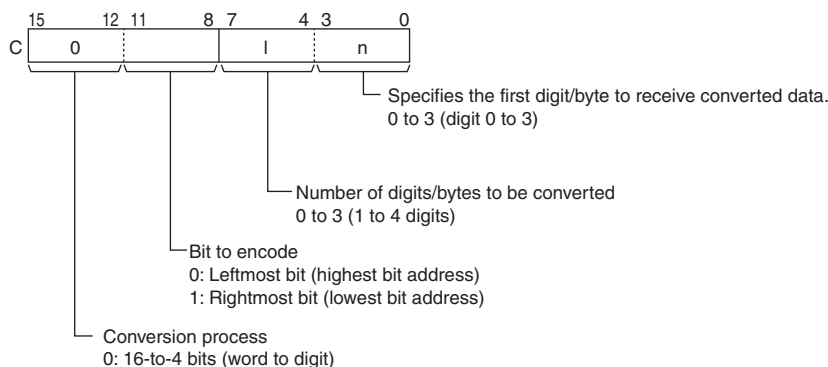 15 12 11 8 7 4 3 0
C 0 l n
Specifies the first digit/byte to receive converted data.
0 to 3 (digit 0 to 3)
Number of digits/bytes to be converted
0 to 3 (1 to 4 digits)
Bit to encode
0: Leftmost bit (highest bit address)
1: Rightmost bit (lowest bit address)
Conversion process
0: 16-to-4 bits (word to digit)